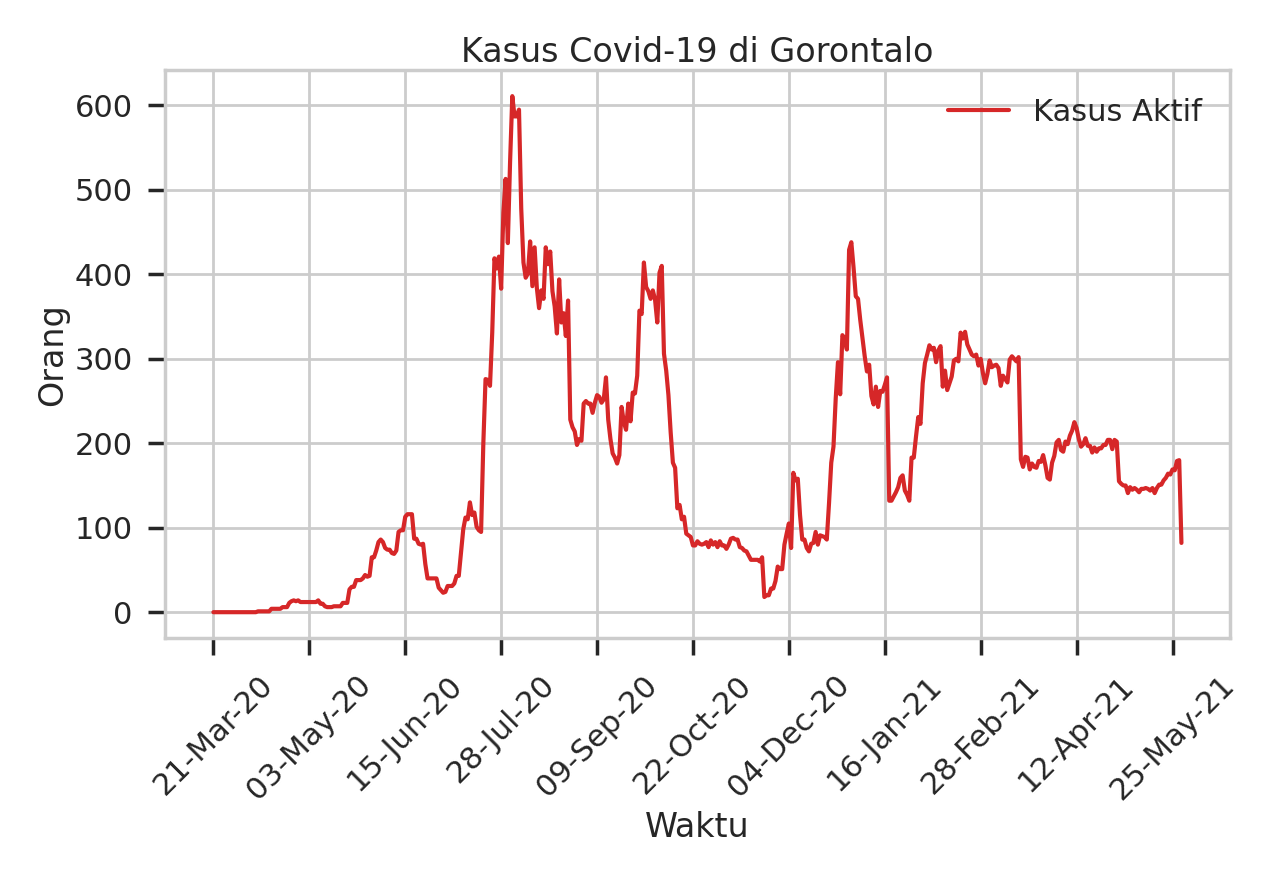 Kasus Covid-19 di Gorontalo
Kasus Aktif
Orang
600
500
400
300
200
100
0
21-Mar-20
03-May-20
15-Jun-20
28-Jul-20
09-Sep-20
22-Oct-20
04-Dec-20
16-Jan-21
28-Feb-21
12-Apr-21
25-May-21
Waktu